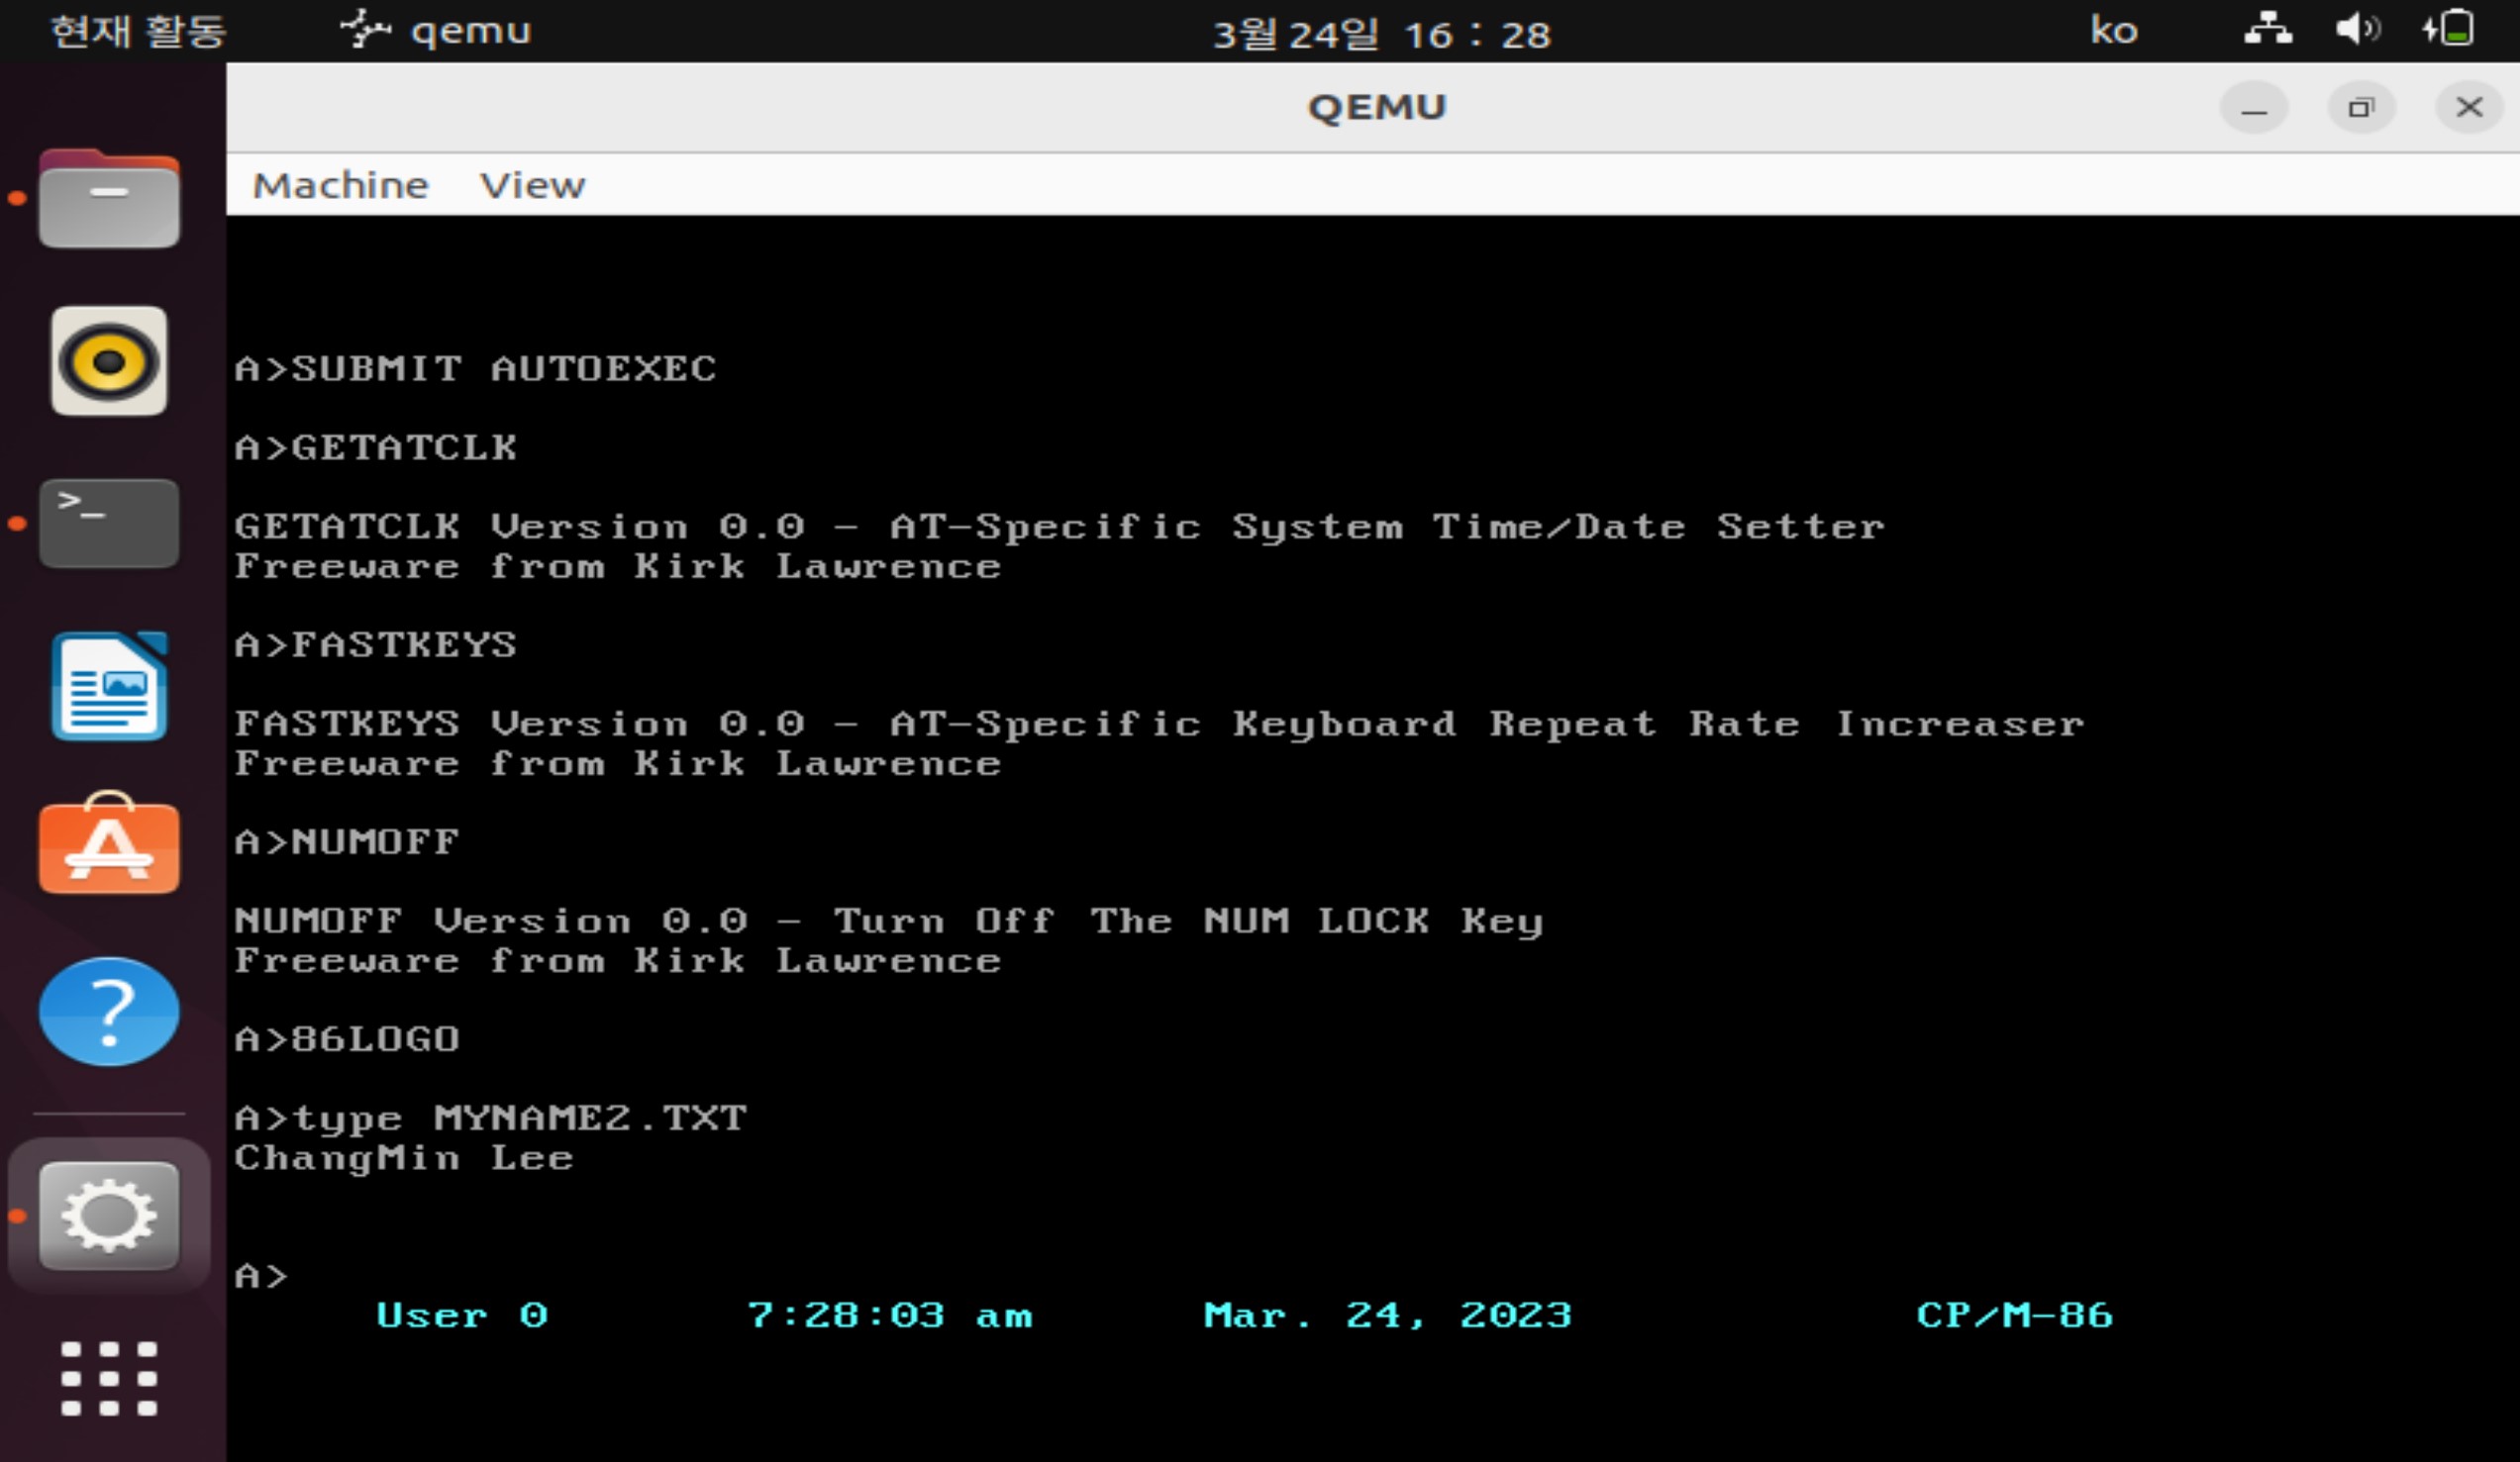 현재 활동 qemu 3월 24일 16 : 28 ko
QEMU
Machine View
A>SUBMIT AUTOEXEC
A>GETATCLK
GETATCLK Version 0.0 - AT-Specific System Time/Date Setter
Freeware from Kirk Lawrence
A>FASTKEYS
FASTKEYS Version 0.0 - AT-Specific Keyboard Repeat Rate Increaser
Freeware from Kirk Lawrence
A>NUMOFF
NUMOFF Version 0.0 - Turn Off The NUM LOCK Key
Freeware from Kirk Lawrence
A>86LOGO
A>type MYNAME2.TXT
ChangMin Lee
A>
User 0 7:28:03 am Mar. 24, 2023 CP/M-86